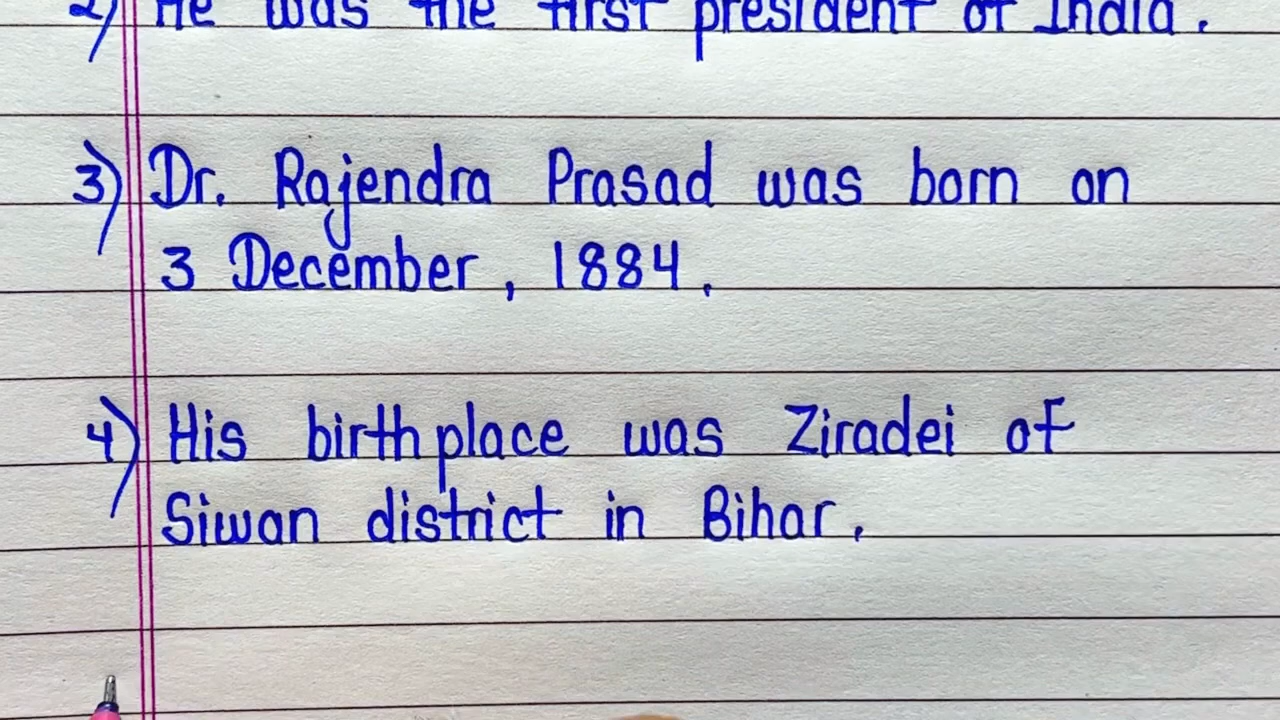 2) He was the first president of India.
3) Dr. Rajendra Prasad was born on
3 December, 1884.
4) His birthplace was Ziradei of
Siwan district in Bihar.